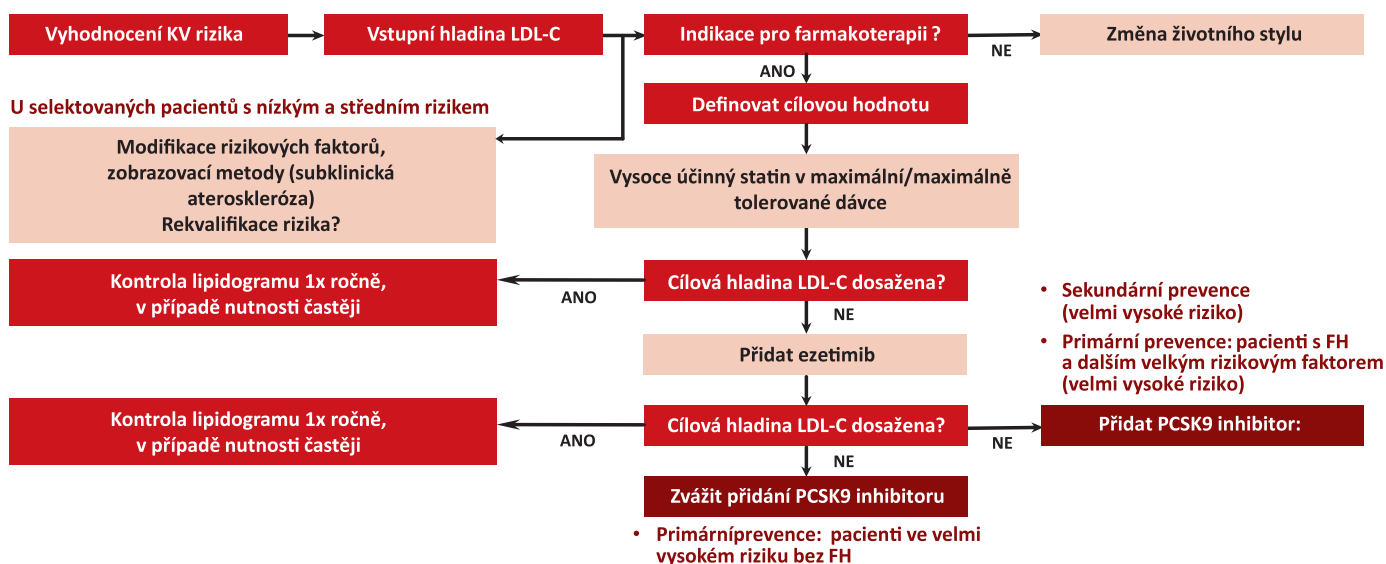 Vyhodnocení KV rizika
Vstupní hladina LDL-C
Indikace pro farmakoterapii ?
NE
Změna životního stylu
ANO
U selektovaných pacientů s nízkým a středním rizikem
Definovat cílovou hodnotu
Modifikace rizikových faktorů,
zobrazovací metody (subklinická
ateroskleróza)
Rekvalifikace rizika?
Vysoce účinný statin v maximální/maximálně
tolerované dávce
Kontrola lipidogramu 1x ročně,
v případě nutnosti častěji
ANO
Cílová hladina LDL-C dosažena?
NE
• Sekundární prevence
(velmi vysoké riziko)
• Primární prevence: pacienti s FH
a dalším velkým rizikovým faktorem
(velmi vysoké riziko)
Přidat ezetimib
Kontrola lipidogramu 1x ročně,
v případě nutnosti častěji
ANO
Cílová hladina LDL-C dosažena?
NE
Přidat PCSK9 inhibitor:
NE
Zvážit přidání PCSK9 inhibitoru
• Primárníprevence: pacienti ve velmi
vysokém riziku bez FH